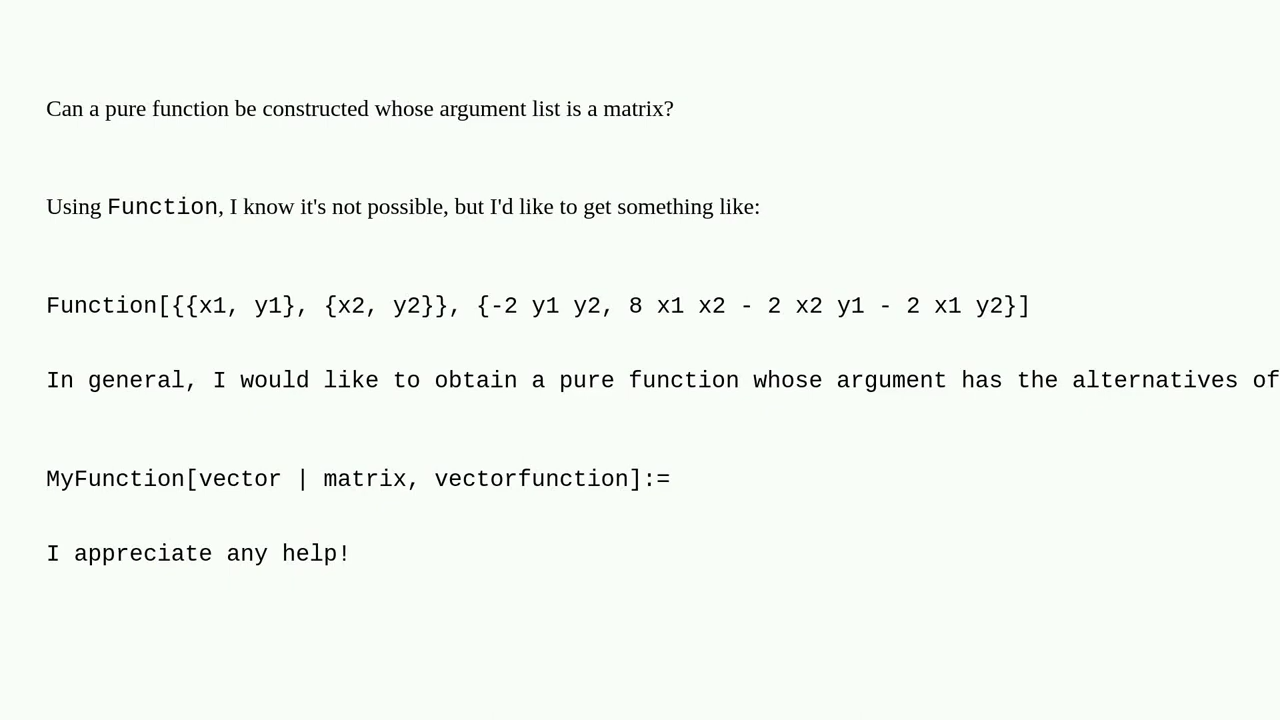 Can a pure function be constructed whose argument list is a matrix?
Using Function, I know it's not possible, but I'd like to get something like:
Function[{{x1, y1}, {x2, y2}}, {-2 y1 y2, 8 x1 x2 - 2 x2 y1 - 2 x1 y2}]
In general, I would like to obtain a pure function whose argument has the alternatives of
MyFunction[vector | matrix, vectorfunction]:=
I appreciate any help!